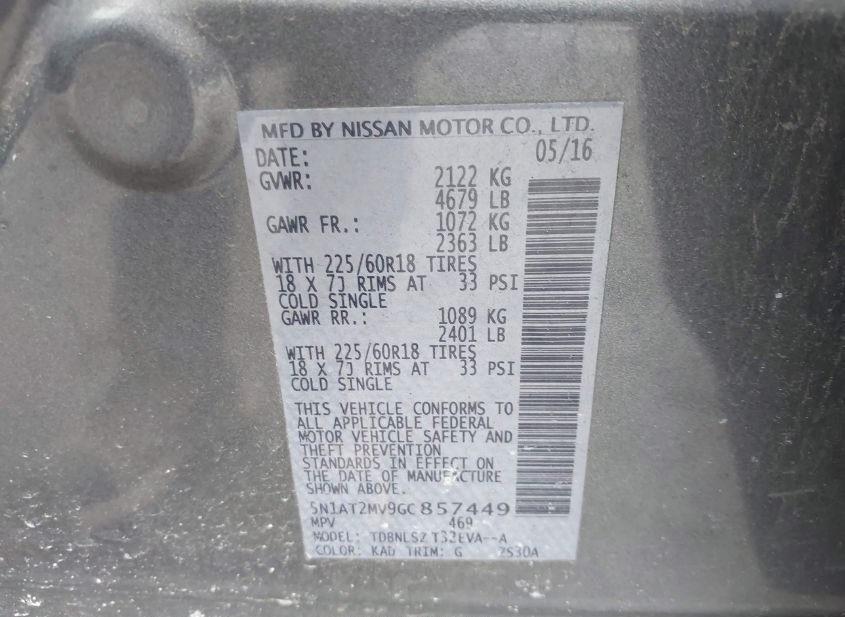 MFD BY NISSAN MOTOR CO., LTD.
DATE: 05/16
GVWR: 2122 KG
4679 LB
GAWR FR.: 1072 KG
2363 LB
WITH 225/60R18 TIRES
18 X 7J RIMS AT 33 PSI
COLD SINGLE
GAWR RR.: 1089 KG
2401 LB
WITH 225/60R18 TIRES
18 X 7J RIMS AT 33 PSI
COLD SINGLE
THIS VEHICLE CONFORMS TO
ALL APPLICABLE FEDERAL
MOTOR VEHICLE SAFETY AND
THEFT PREVENTION
STANDARDS IN EFFECT ON
THE DATE OF MANUFACTURE
SHOWN ABOVE.
5N1AT2MV9GC857449
MPV 469
MODEL: TDBNLSZ T32EVA--A
COLOR: KAD TRIM: G ZS30A